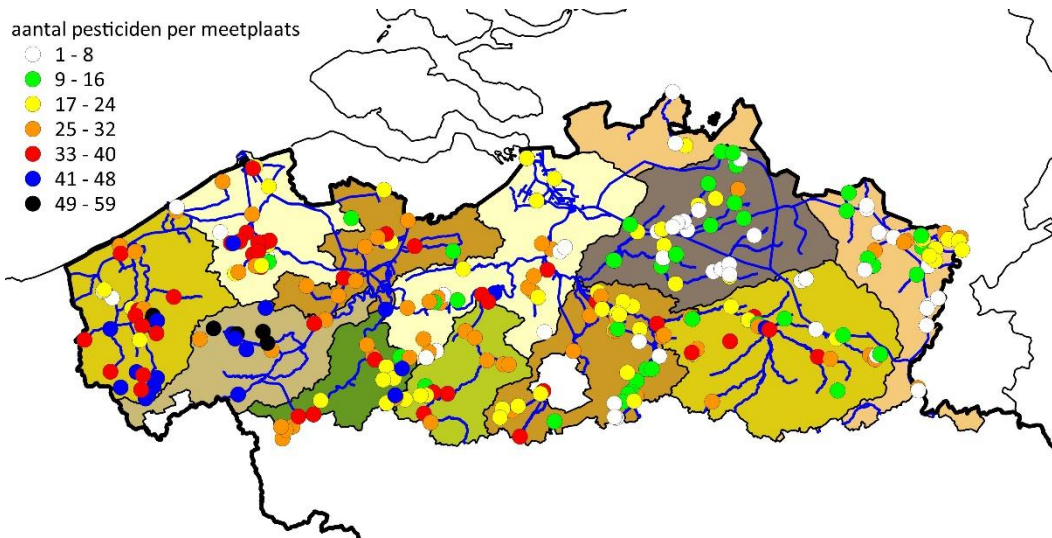 aantal pesticiden per meetplaats
1 - 8
9 - 16
17 - 24
25 - 32
33 - 40
41 - 48
49 - 59